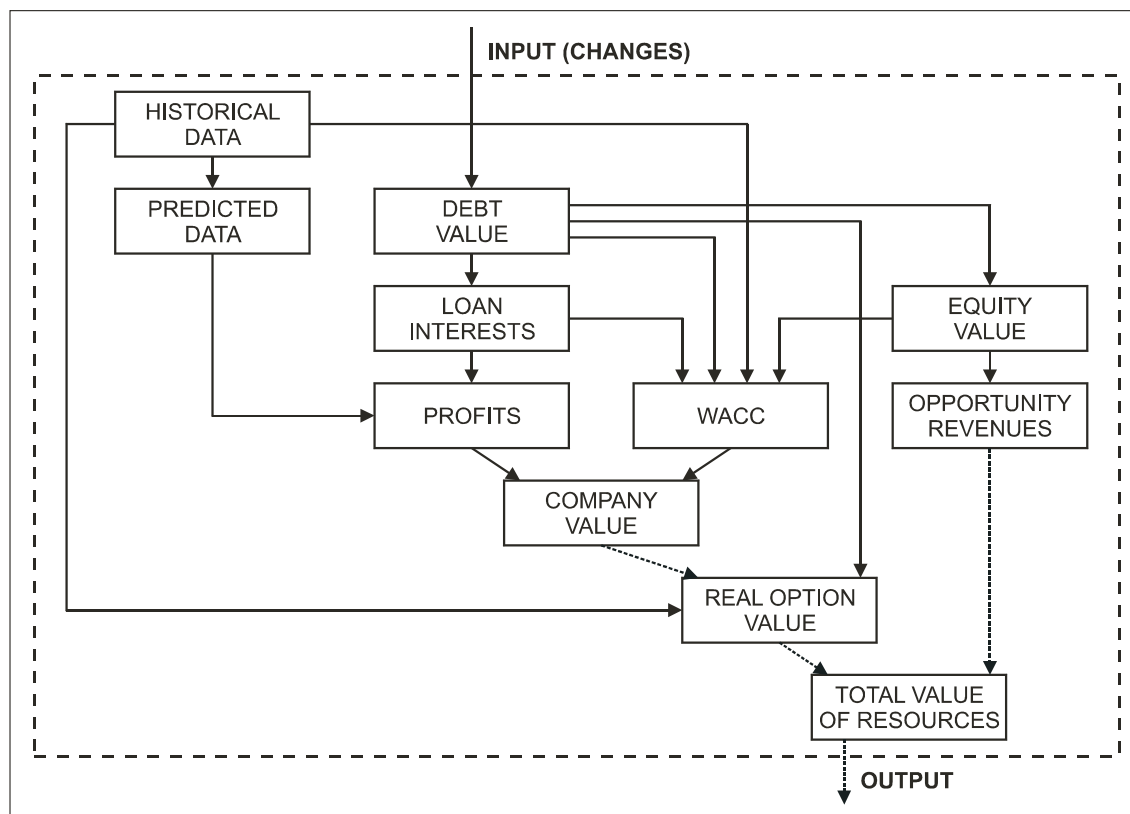 INPUT (CHANGES)
HISTORICAL
DATA
PREDICTED
DATA
DEBT
VALUE
LOAN
INTERESTS
EQUITY
VALUE
PROFITS
WACC
OPPORTUNITY
REVENUES
COMPANY
VALUE
REAL OPTION
VALUE
TOTAL VALUE
OF RESOURCES
OUTPUT